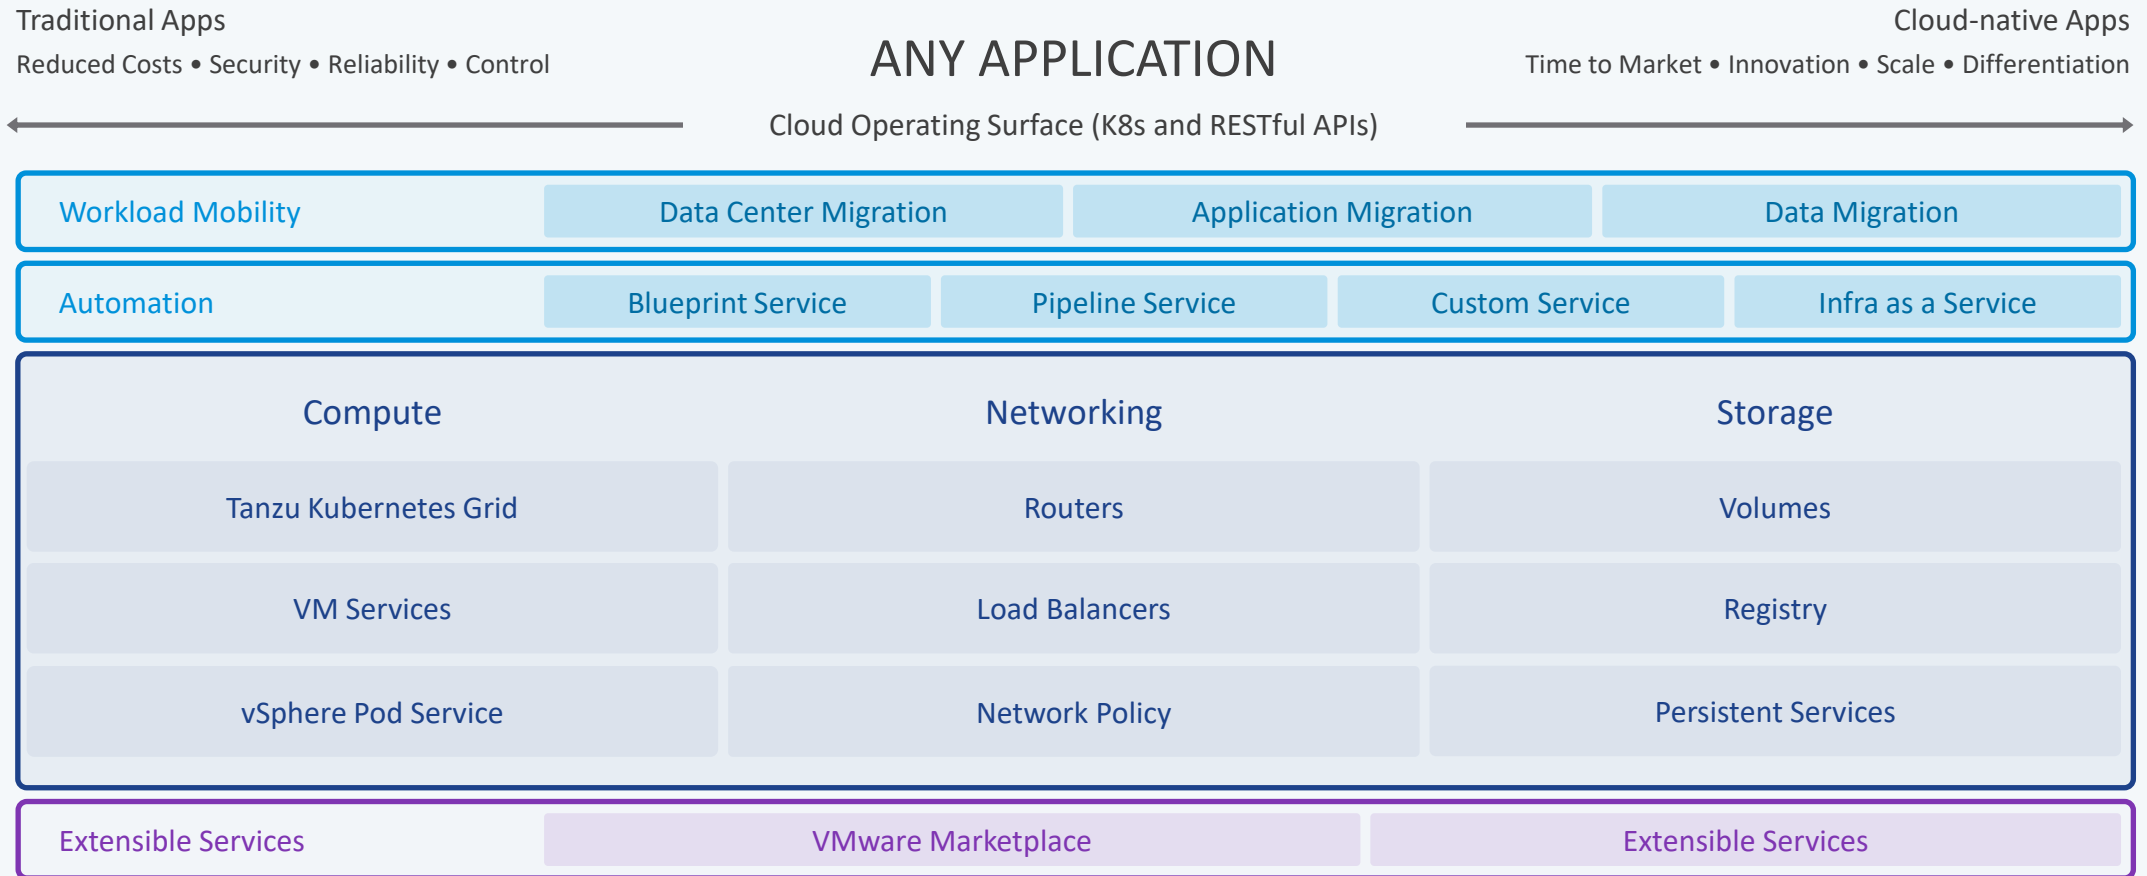 Traditional Apps
Reduced Costs • Security • Reliability • Control
ANY APPLICATION
Cloud-native Apps
Time to Market • Innovation • Scale • Differentiation
Cloud Operating Surface (K8s and RESTful APIs)
Workload Mobility
Data Center Migration
Application Migration
Data Migration
Automation
Blueprint Service
Pipeline Service
Custom Service
Infra as a Service
Compute
Networking
Storage
Tanzu Kubernetes Grid
Routers
Volumes
VM Services
Load Balancers
Registry
vSphere Pod Service
Network Policy
Persistent Services
Extensible Services
VMware Marketplace
Extensible Services